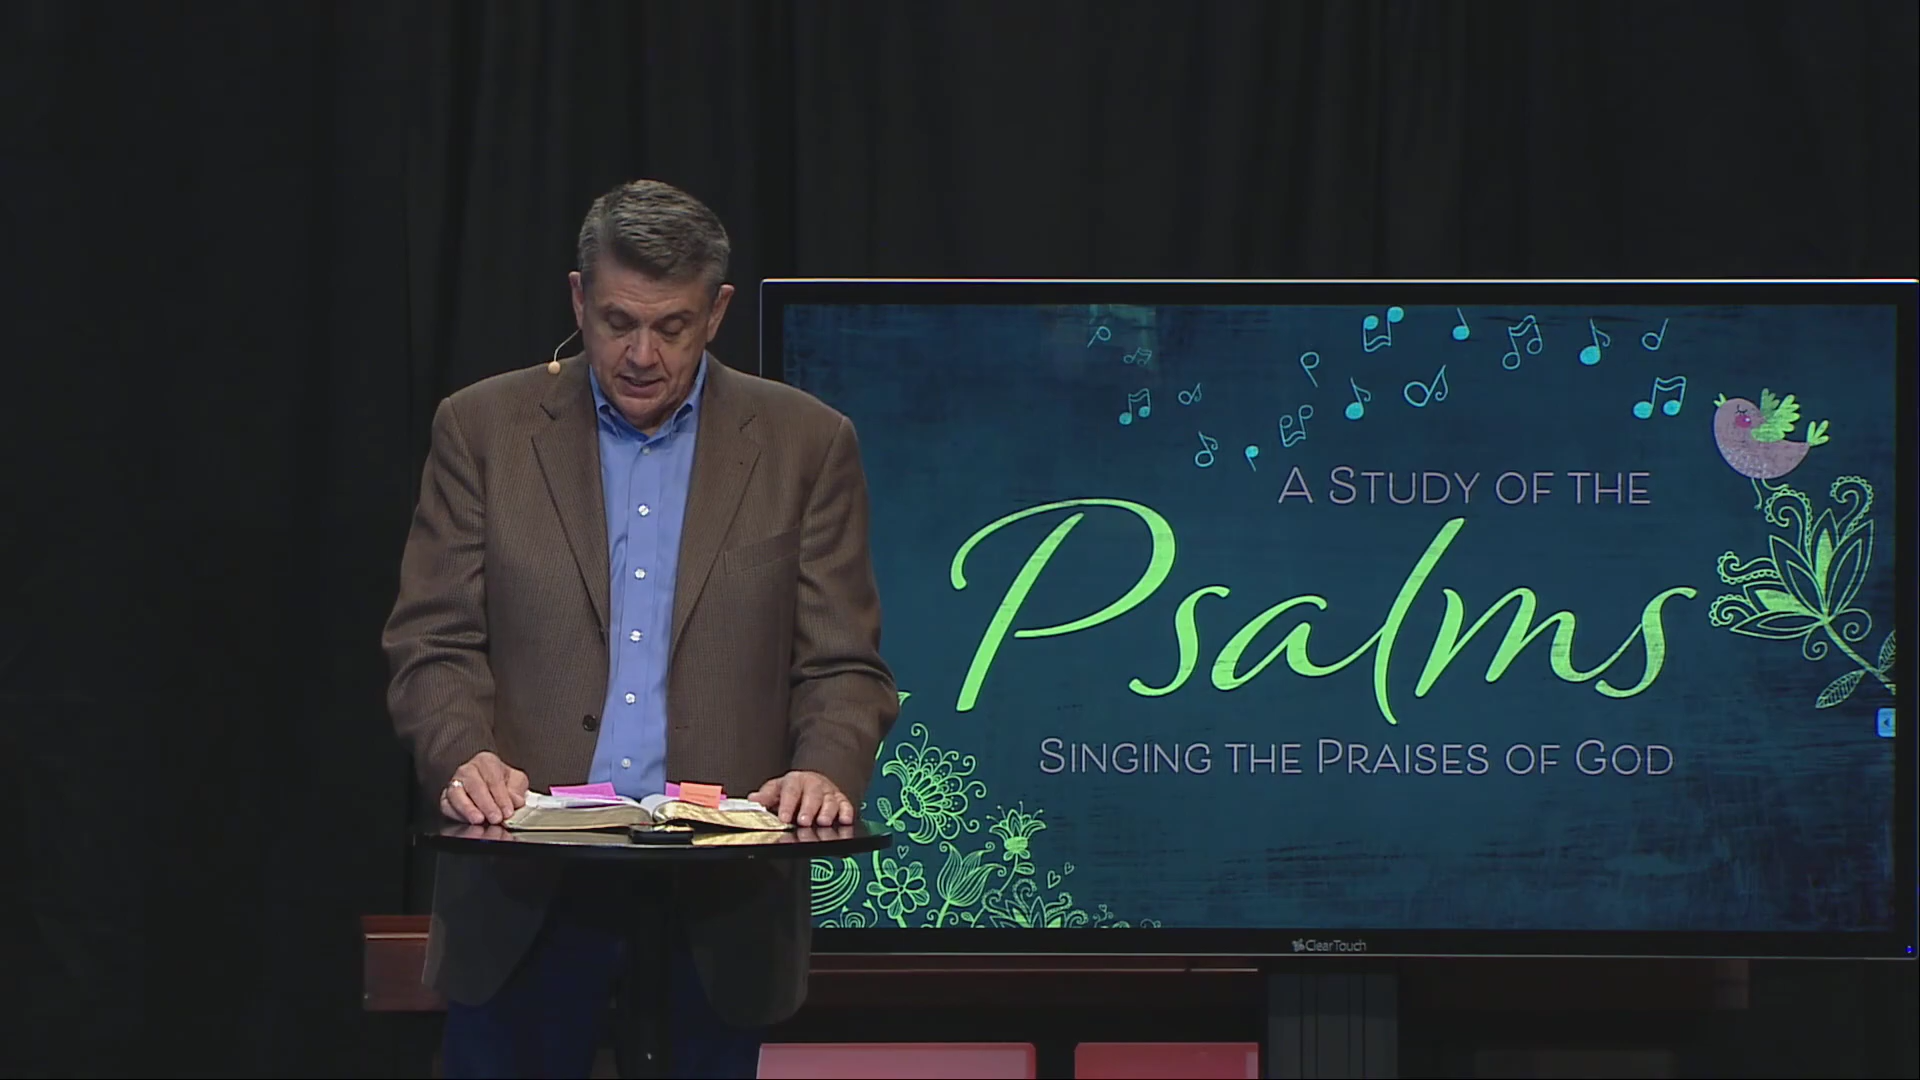 A STUDY OF THE
Psalms
SINGING THE PRAISES OF GOD
ClearTouch